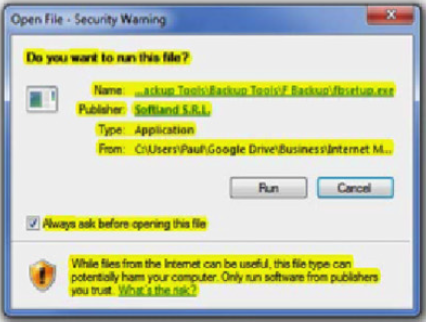 Open File - Security Warning
Do you want to run this file?
Name: ...ackup Tools\Backup Tools\F Backup\fbsetup.exe
Publisher: Softland S.R.L.
Type: Application
From: C:\Users\Paul\Google Drive\Business\Internet M...
Run Cancel
Always ask before opening this file
While files from the Internet can be useful, this file type can
potentially harm your computer. Only run software from publishers
you trust. What's the risk?